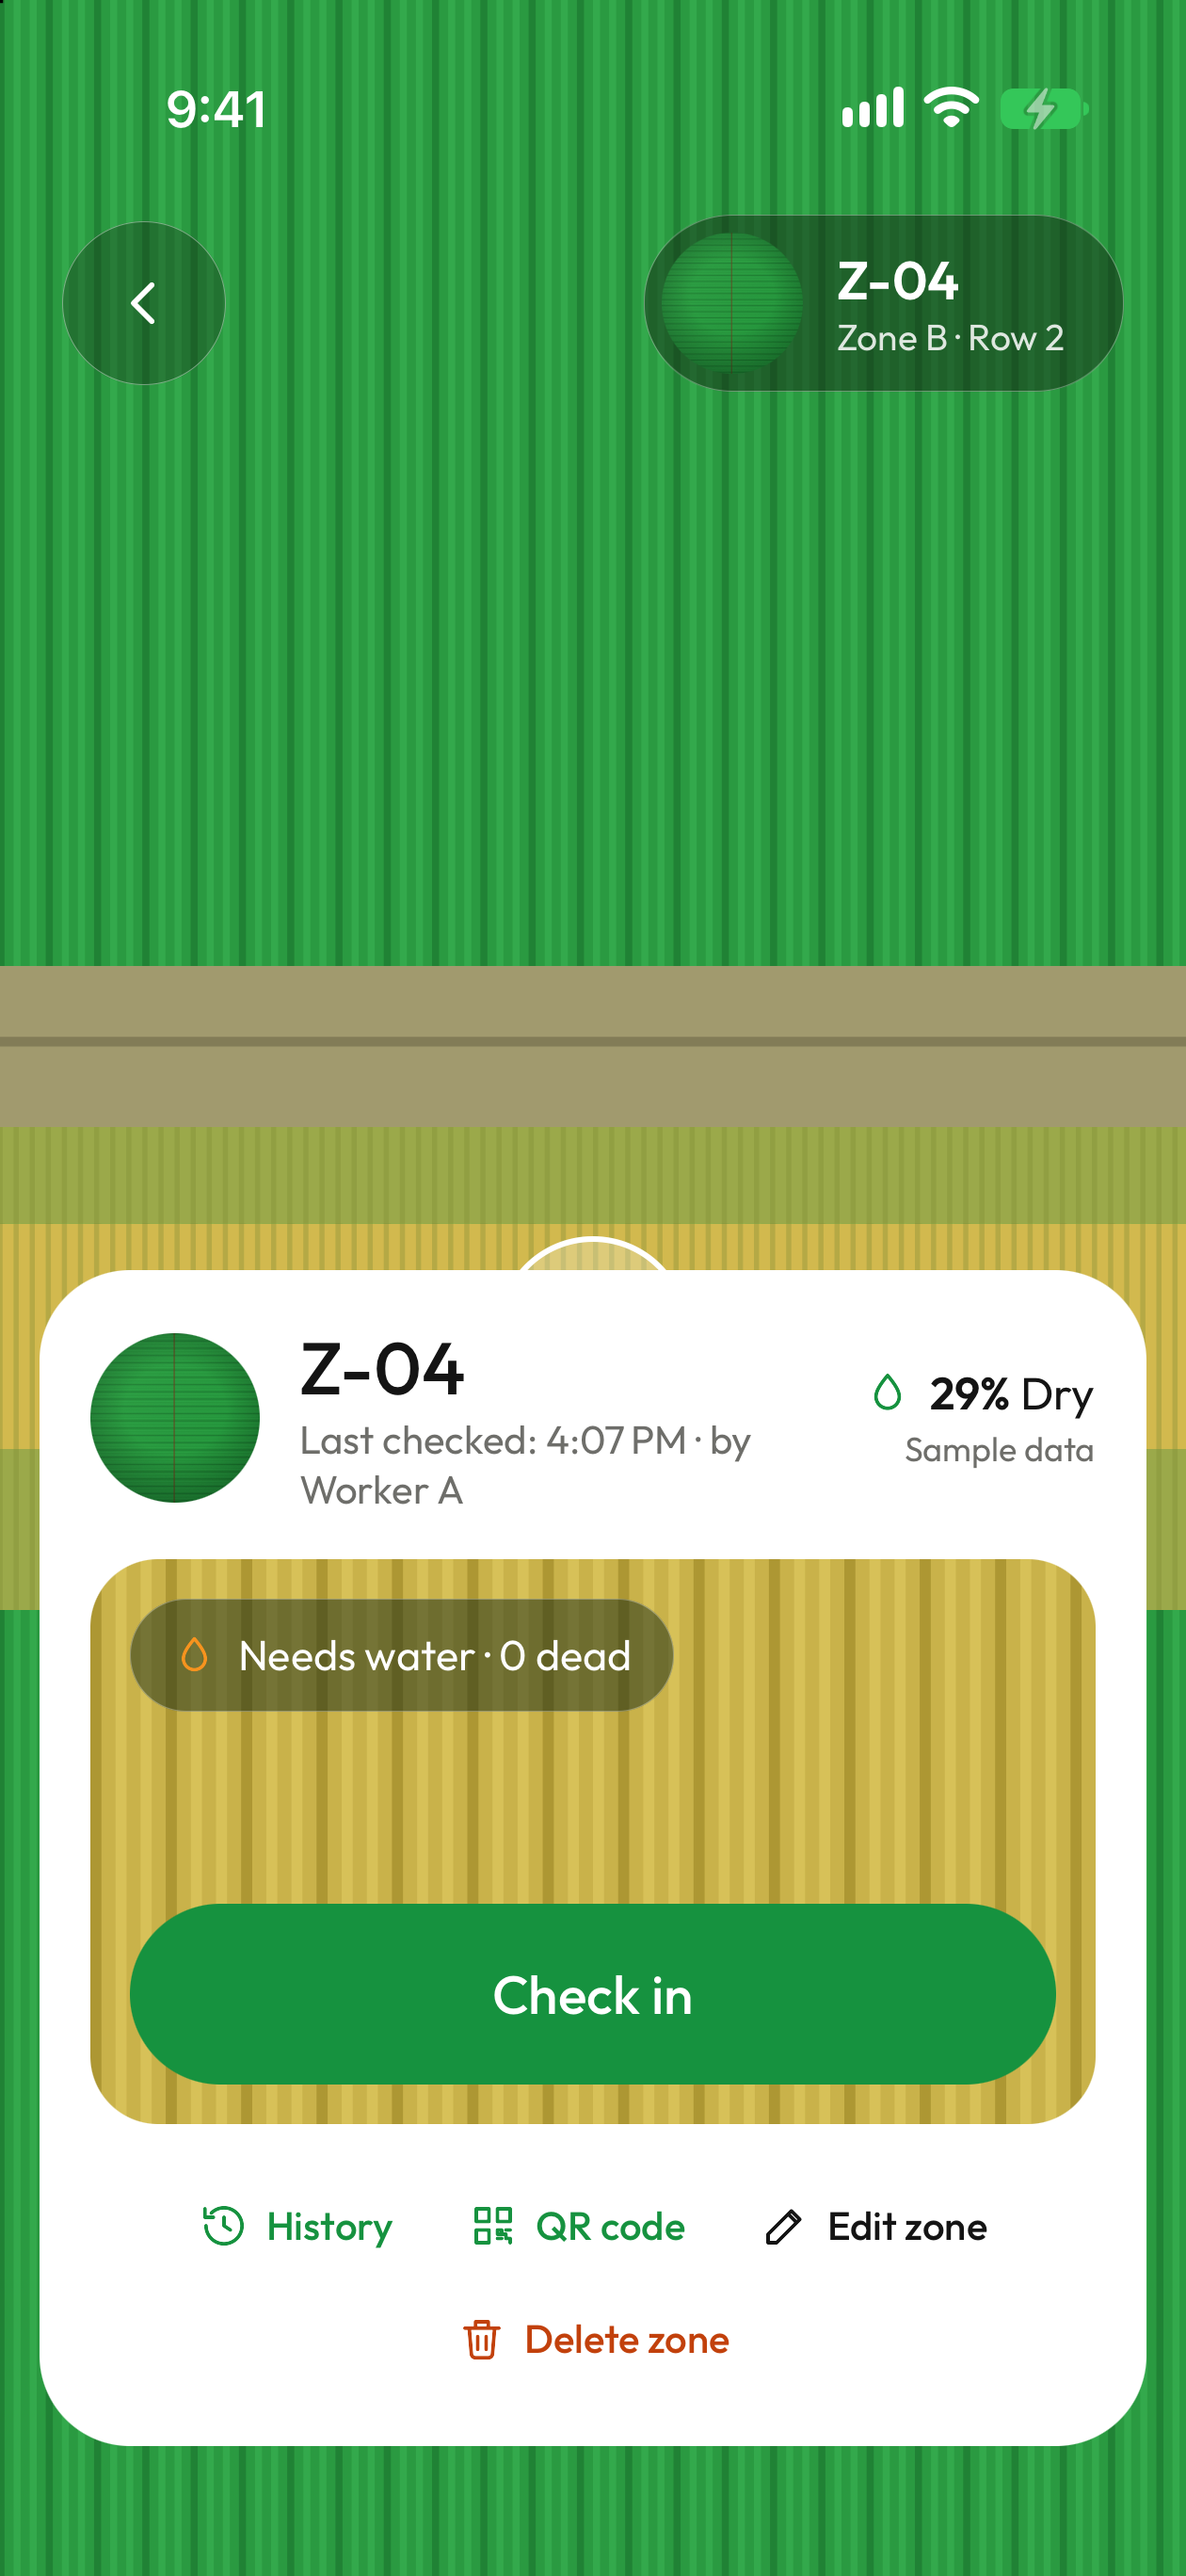 9:41
Z-04
Zone B · Row 2
Z-04
Last checked: 4:07 PM · by
Worker A
29% Dry
Sample data
Needs water · 0 dead
Check in
History
QR code
Edit zone
Delete zone